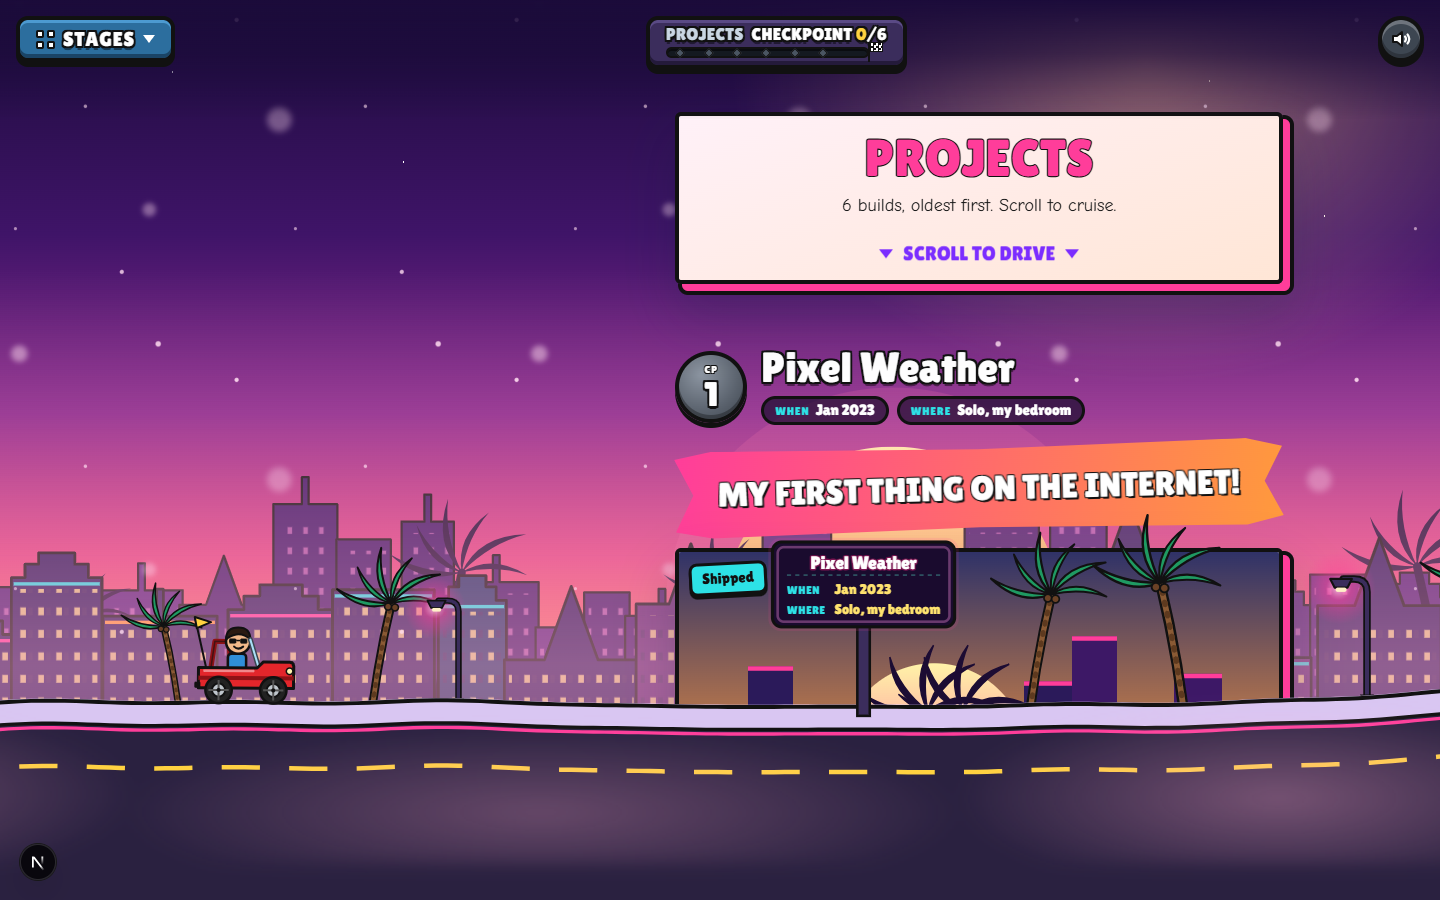 STAGES
PROJECTS CHECKPOINT 0/6
PROJECTS
6 builds, oldest first. Scroll to cruise.
SCROLL TO DRIVE
CP
1
Pixel Weather
WHEN Jan 2023
WHERE Solo, my bedroom
MY FIRST THING ON THE INTERNET!
Shipped
Pixel Weather
WHEN Jan 2023
WHERE Solo, my bedroom
N